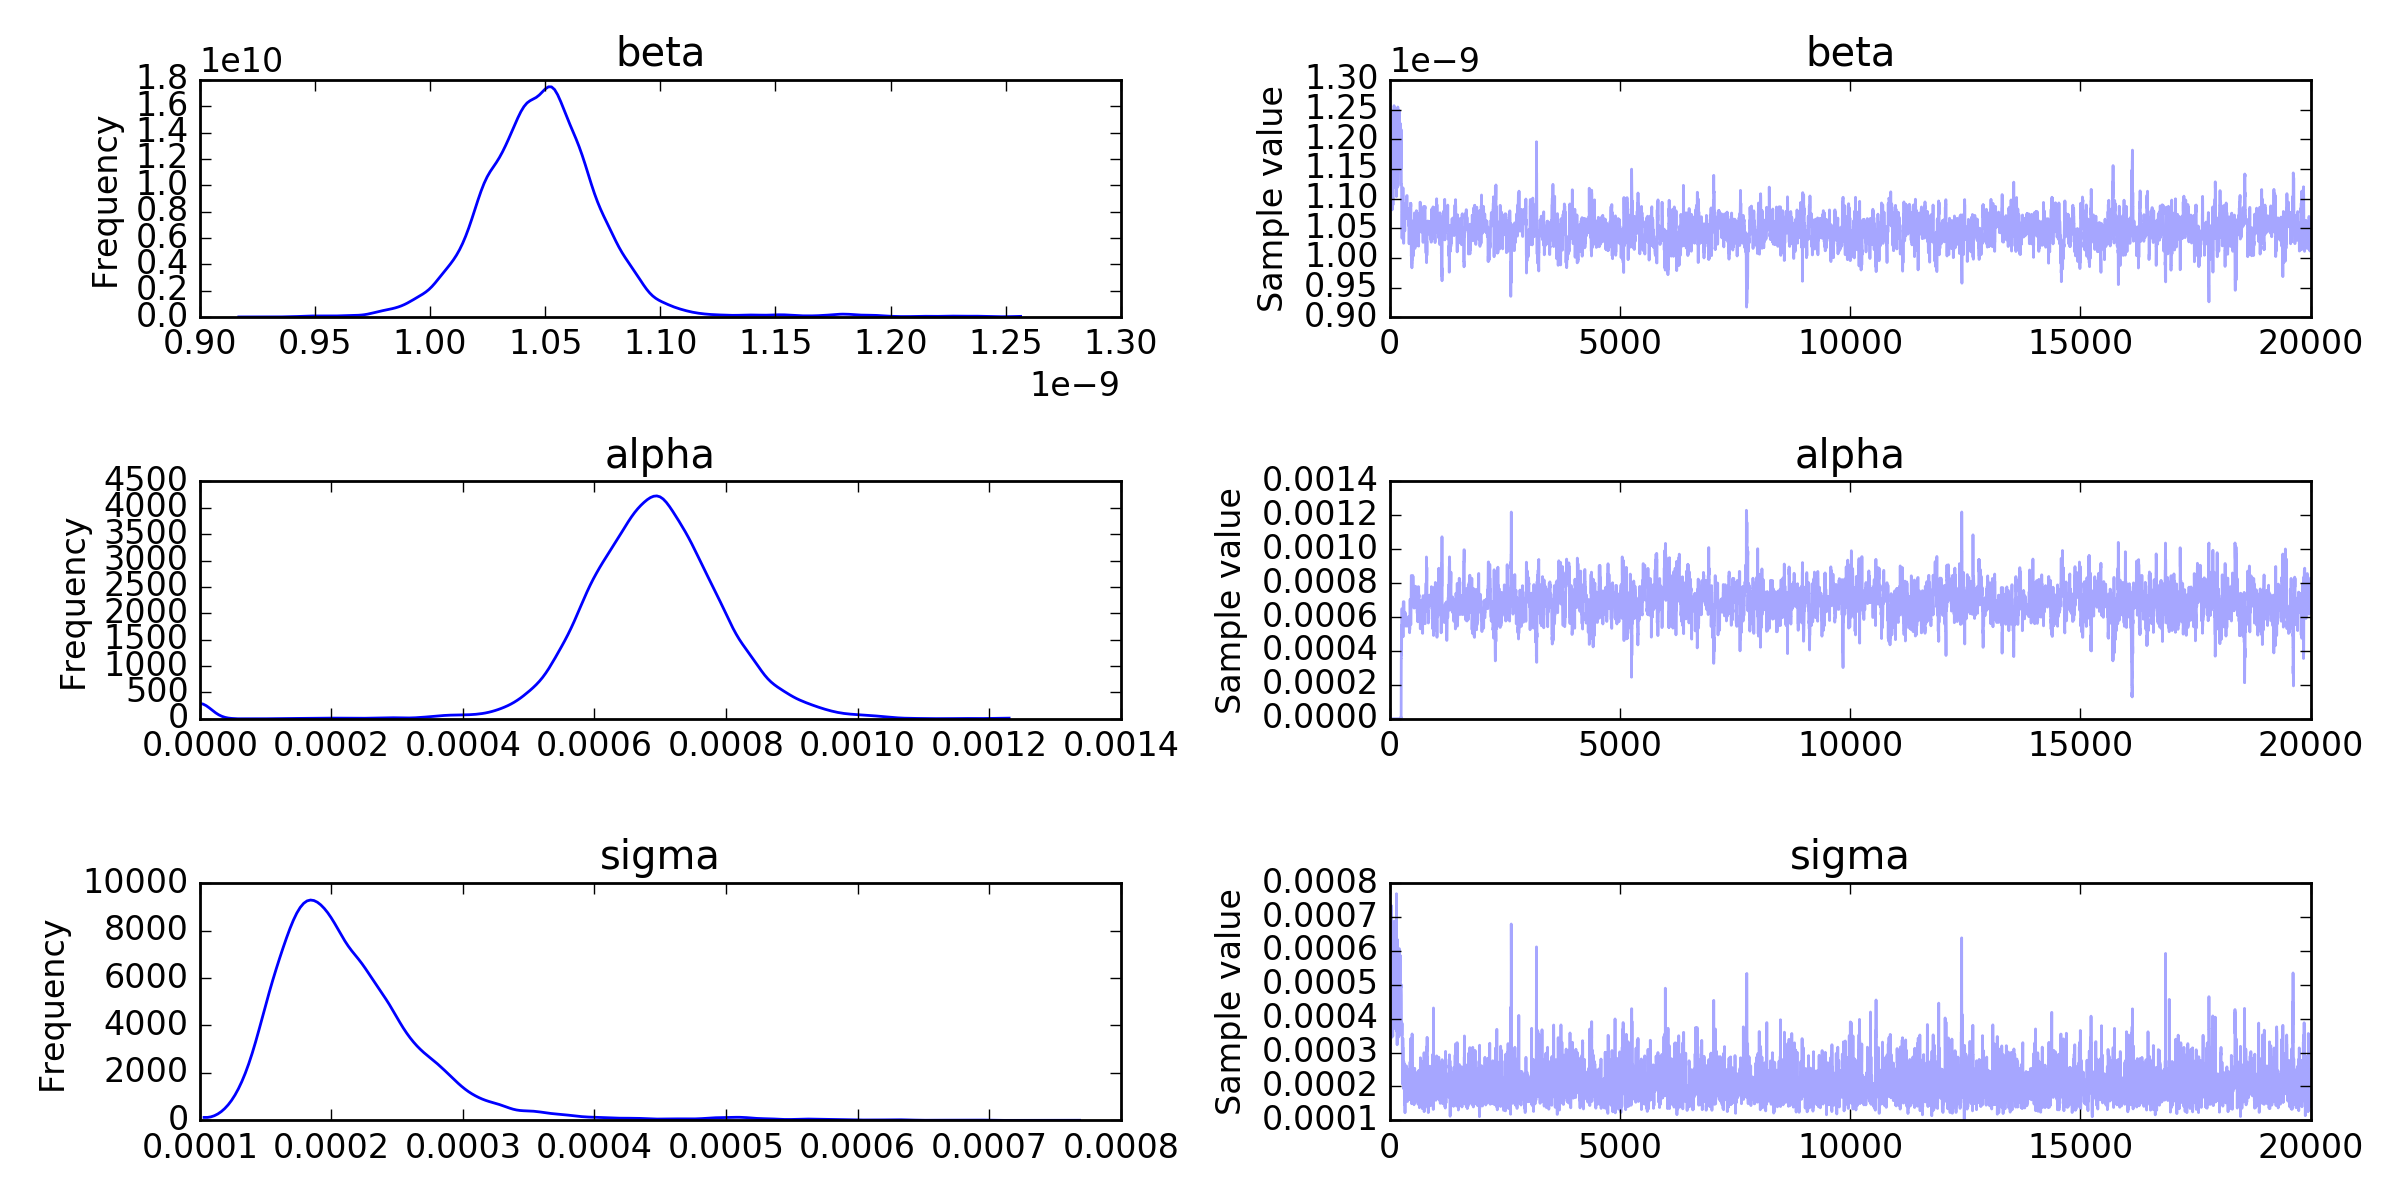 beta
1e10
Frequency
1.8
1.6
1.4
1.2
1.0
0.8
0.6
0.4
0.2
0.0
0.90 0.95 1.00 1.05 1.10 1.15 1.20 1.25 1.30
1e−9
beta
1e−9
Sample value
1.30
1.25
1.20
1.15
1.10
1.05
1.00
0.95
0.90
0 5000 10000 15000 20000
alpha
Frequency
4500
4000
3500
3000
2500
2000
1500
1000
500
0
0.0000 0.0002 0.0004 0.0006 0.0008 0.0010 0.0012 0.0014
alpha
Sample value
0.0014
0.0012
0.0010
0.0008
0.0006
0.0004
0.0002
0.0000
0 5000 10000 15000 20000
sigma
Frequency
10000
8000
6000
4000
2000
0
0.0001 0.0002 0.0003 0.0004 0.0005 0.0006 0.0007 0.0008
sigma
Sample value
0.0008
0.0007
0.0006
0.0005
0.0004
0.0003
0.0002
0.0001
0 5000 10000 15000 20000